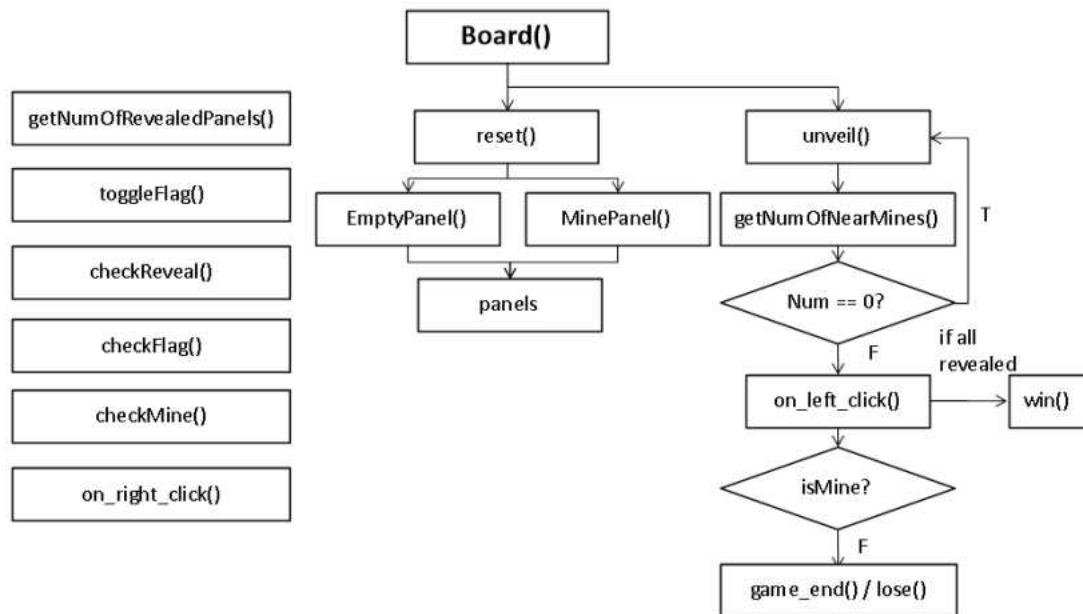 Board()
getNumOfRevealedPanels()
toggleFlag()
checkReveal()
checkFlag()
checkMine()
on_right_click()
reset()
EmptyPanel()
MinePanel()
panels
unveil()
getNumOfNearMines()
T
Num == 0?
F
if all
revealed
on_left_click()
win()
isMine?
F
game_end() / lose()